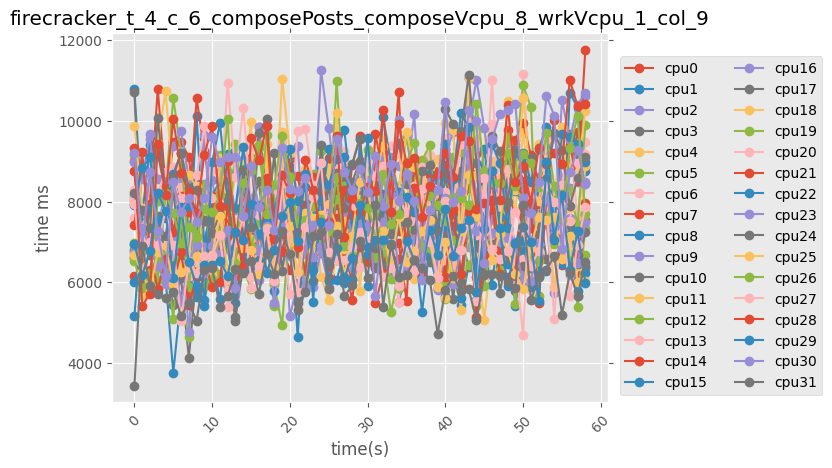 firecracker_t_4_c_6_composePosts_composeVcpu_8_wrkVcpu_1_col_9
12000
10000
8000
6000
4000
time ms
0
10
20
30
40
50
60
time(s)
cpu0
cpu1
cpu2
cpu3
cpu4
cpu5
cpu6
cpu7
cpu8
cpu9
cpu10
cpu11
cpu12
cpu13
cpu14
cpu15
cpu16
cpu17
cpu18
cpu19
cpu20
cpu21
cpu22
cpu23
cpu24
cpu25
cpu26
cpu27
cpu28
cpu29
cpu30
cpu31